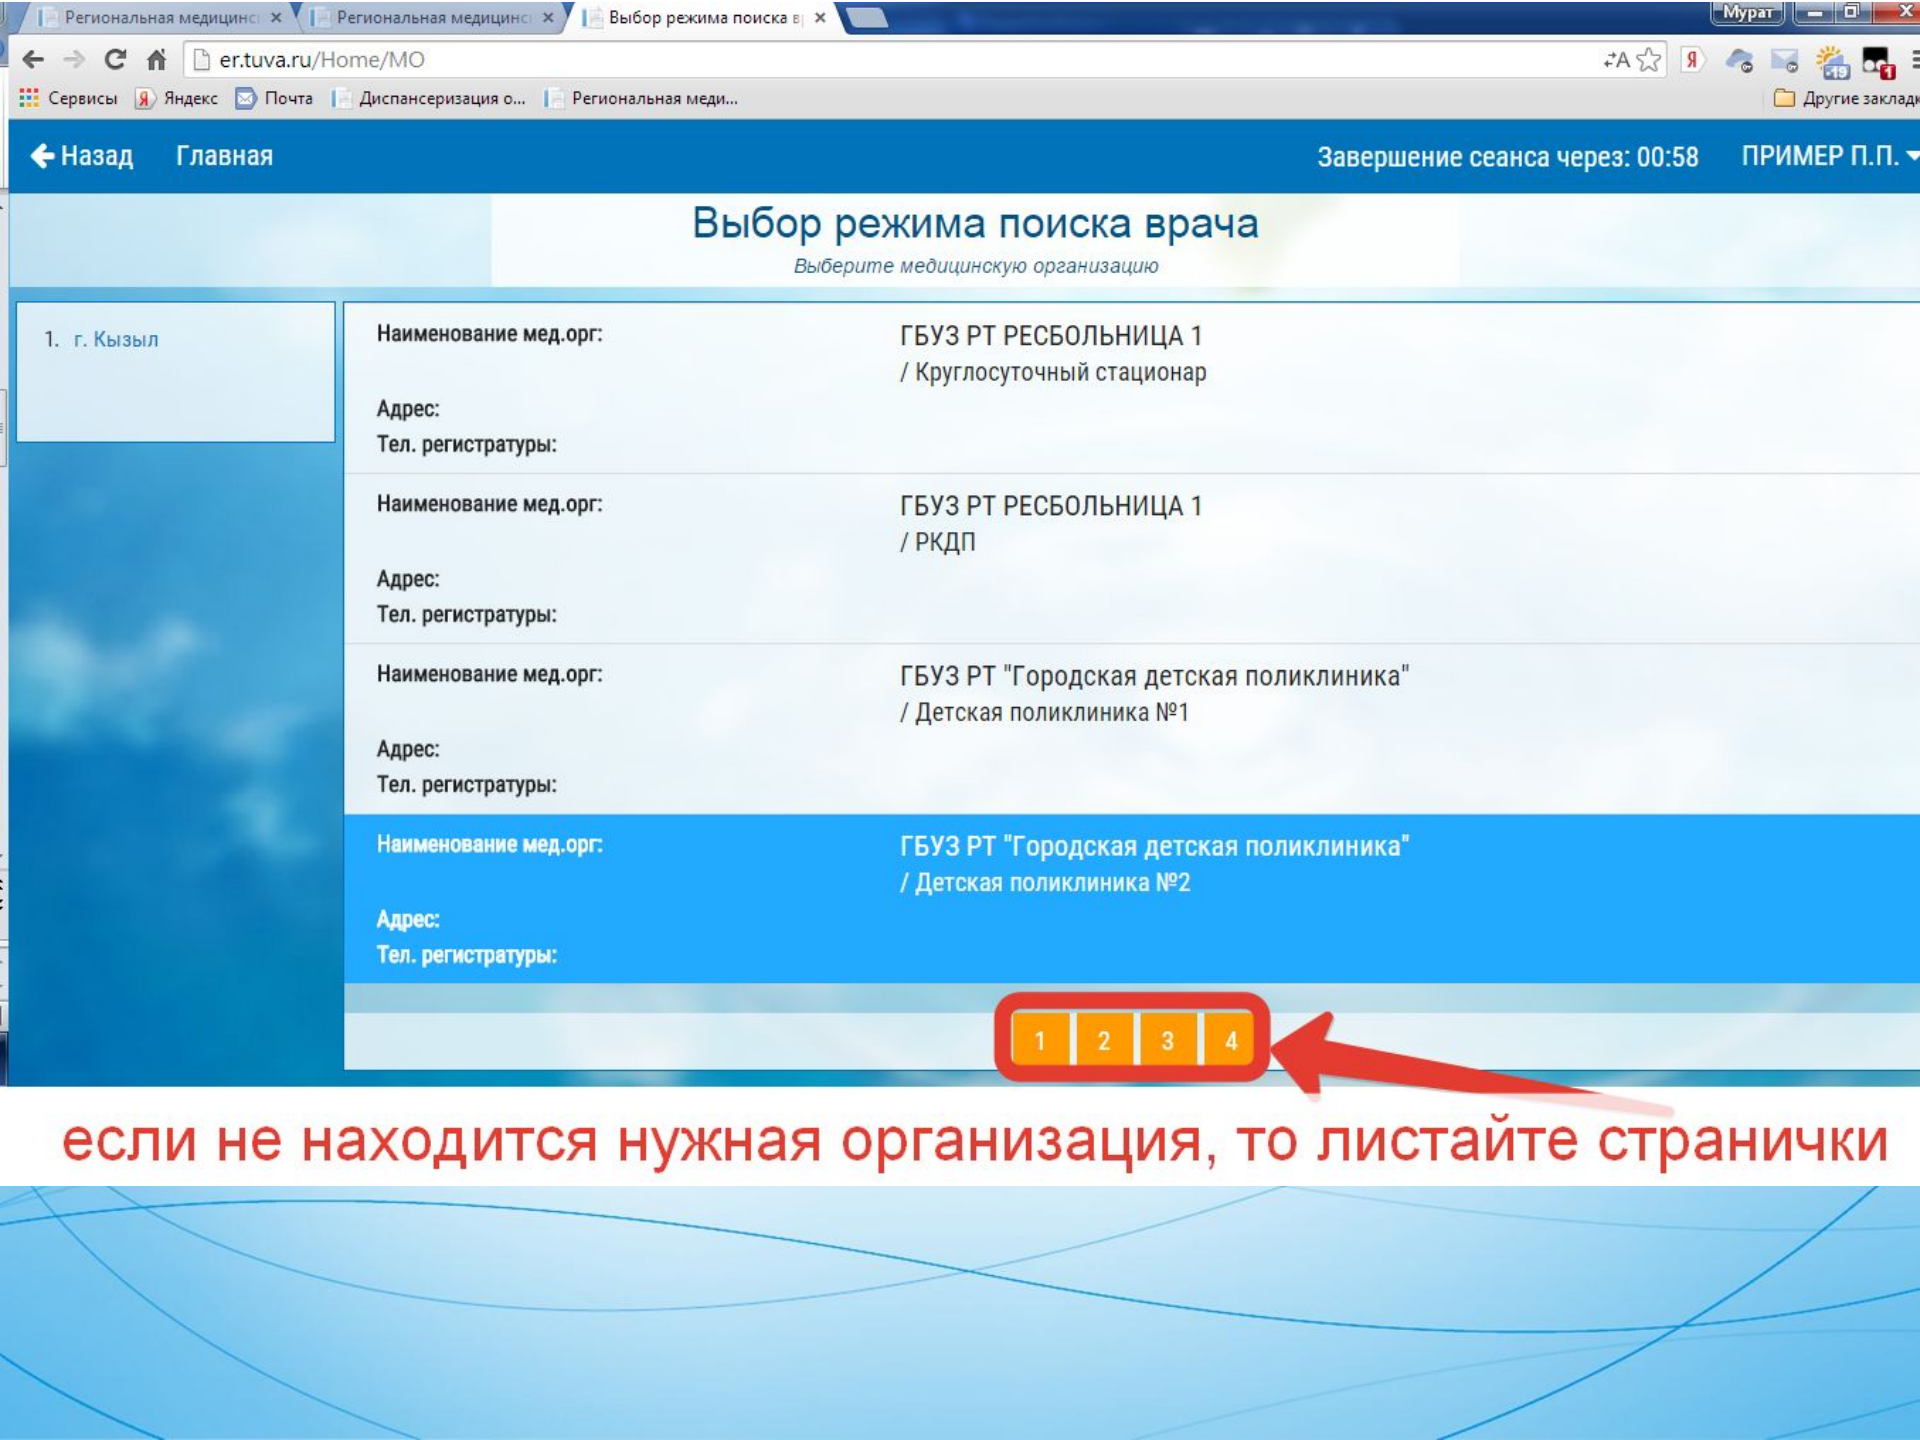 Региональная медицинс
Региональная медицинс
Выбор режима поиска в
Мурат
er.tuva.ru/Home/MO
Сервисы Яндекс Почта Диспансеризация о... Региональная меди...
Другие закладк
Назад Главная Завершение сеанса через: 00:58 ПРИМЕР П.П.
Выбор режима поиска врача
Выберите медицинскую организацию
1. г. Кызыл
Наименование мед.орг: ГБУЗ РТ РЕСБОЛЬНИЦА 1
/ Круглосуточный стационар
Адрес:
Тел. регистратуры:
Наименование мед.орг: ГБУЗ РТ РЕСБОЛЬНИЦА 1
/ РКДП
Адрес:
Тел. регистратуры:
Наименование мед.орг: ГБУЗ РТ "Городская детская поликлиника"
/ Детская поликлиника №1
Адрес:
Тел. регистратуры:
Наименование мед.орг: ГБУЗ РТ "Городская детская поликлиника"
/ Детская поликлиника №2
Адрес:
Тел. регистратуры:
1 2 3 4
если не находится нужная организация, то листайте странички